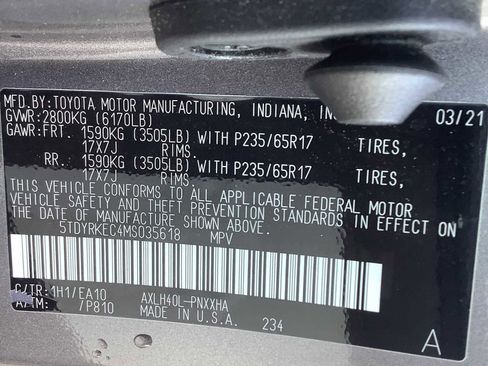 MFD.BY:TOYOTA MOTOR MANUFACTURING, INDIANA, IN 03/21
GVWR:2800KG (6170LB)
GAWR:FRT. 1590KG (3505LB) WITH P235/65R17 TIRES,
17X7J RIMS.
RR. 1590KG (3505LB) WITH P235/65R17 TIRES,
17X7J RIMS.
THIS VEHICLE CONFORMS TO ALL APPLICABLE FEDERAL MOTOR
VEHICLE SAFETY AND THEFT PREVENTION STANDARDS IN EFFECT
ON THE DATE OF MANUFACTURE SHOWN ABOVE.
5TDYRKEC4MS035618 MPV
C/TR:1H1/EA10 AXLH40L-PNXXHA
A/TM: /P810 MADE IN U.S.A. 234 A